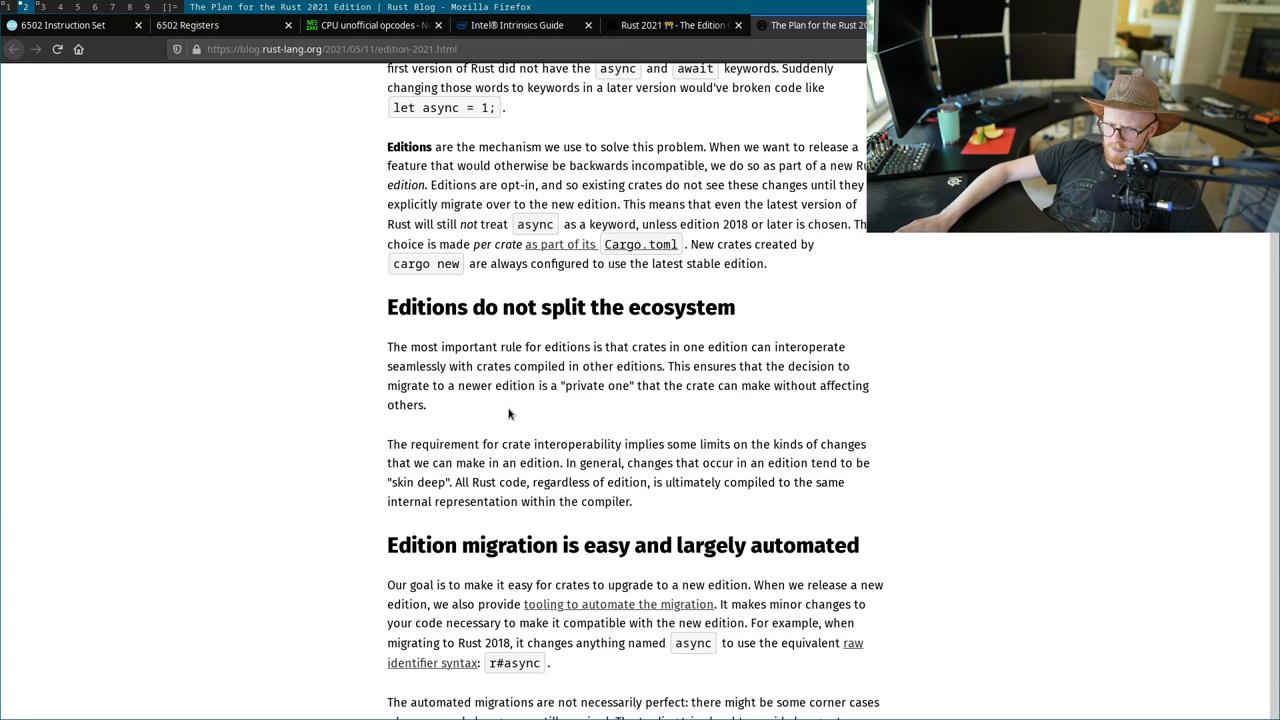 1 2 3 4 5 6 7 8 9 []= The Plan for the Rust 2021 Edition | Rust Blog - Mozilla Firefox
6502 Instruction Set × 6502 Registers × CPU unofficial opcodes - Ne × Intel® Intrinsics Guide × Rust 2021 🚧 - The Edition × The Plan for the Rust 202
https://blog.rust-lang.org/2021/05/11/edition-2021.html
first version of Rust did not have the async and await keywords. Suddenly
changing those words to keywords in a later version would've broken code like
let async = 1; .
Editions are the mechanism we use to solve this problem. When we want to release a
feature that would otherwise be backwards incompatible, we do so as part of a new Ru
edition. Editions are opt-in, and so existing crates do not see these changes until they
explicitly migrate over to the new edition. This means that even the latest version of
Rust will still not treat async as a keyword, unless edition 2018 or later is chosen. Th
choice is made per crate as part of its Cargo.toml . New crates created by
cargo new are always configured to use the latest stable edition.
Editions do not split the ecosystem
The most important rule for editions is that crates in one edition can interoperate
seamlessly with crates compiled in other editions. This ensures that the decision to
migrate to a newer edition is a "private one" that the crate can make without affecting
others.
The requirement for crate interoperability implies some limits on the kinds of changes
that we can make in an edition. In general, changes that occur in an edition tend to be
"skin deep". All Rust code, regardless of edition, is ultimately compiled to the same
internal representation within the compiler.
Edition migration is easy and largely automated
Our goal is to make it easy for crates to upgrade to a new edition. When we release a new
edition, we also provide tooling to automate the migration. It makes minor changes to
your code necessary to make it compatible with the new edition. For example, when
migrating to Rust 2018, it changes anything named async to use the equivalent raw
identifier syntax: r#async .
The automated migrations are not necessarily perfect: there might be some corner cases